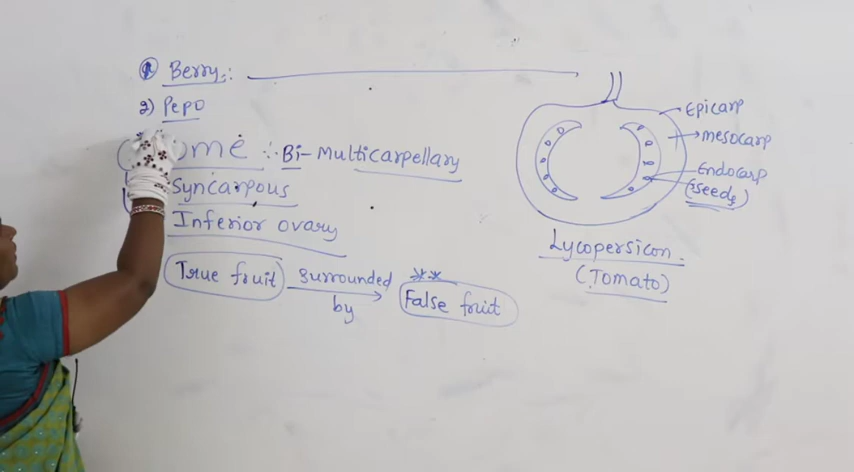 1) Berry :
2) Pepo
ome ∴ Bi-Multicarpellary
Syncarpous
Inferior ovary
True fruit surrounded by False fruit
Epicarp
mesocarp
Endocarp
(seeds)
Lycopersicon.
(Tomato)